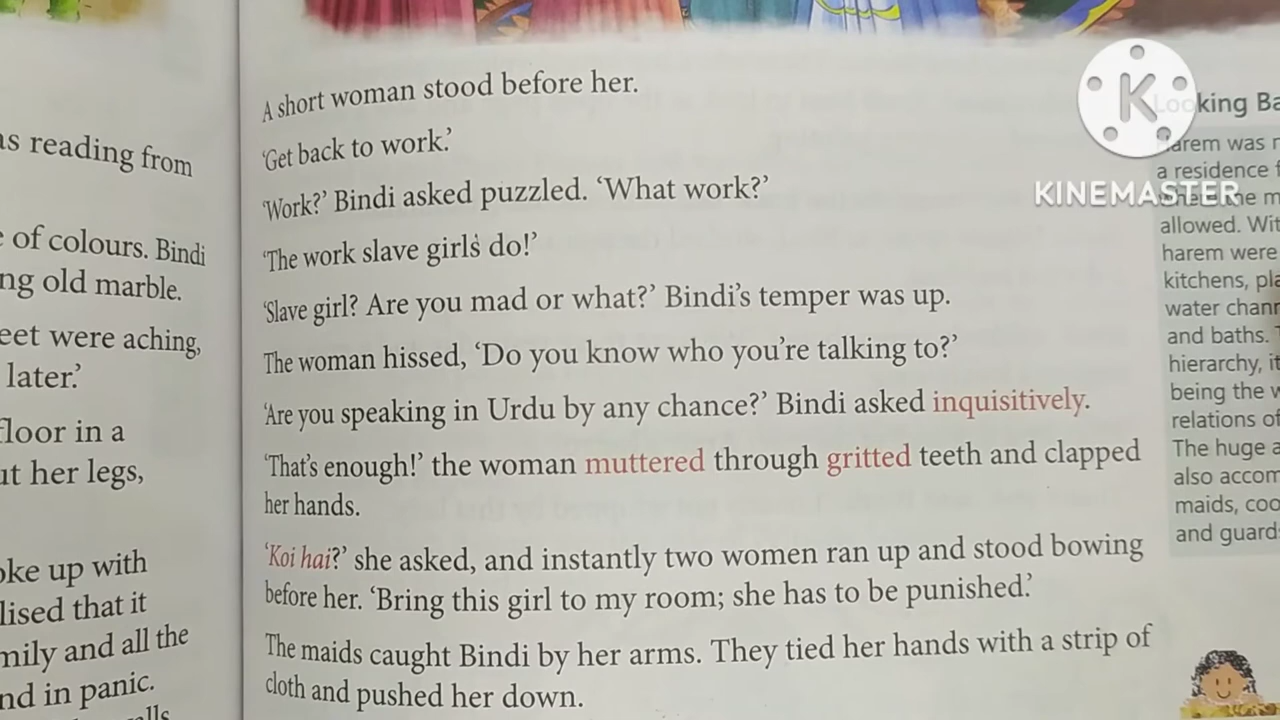 as reading from
of colours. Bindi
ng old marble.
eet were aching,
later.’
floor in a
ut her legs,
oke up with
lised that it
mily and all the
nd in panic.
A short woman stood before her.
‘Get back to work.’
‘Work?’ Bindi asked puzzled. ‘What work?’
‘The work slave girls do!’
‘Slave girl? Are you mad or what?’ Bindi’s temper was up.
The woman hissed, ‘Do you know who you’re talking to?’
‘Are you speaking in Urdu by any chance?’ Bindi asked inquisitively.
‘That’s enough!’ the woman muttered through gritted teeth and clapped
her hands.
‘Koi hai?’ she asked, and instantly two women ran up and stood bowing
before her. ‘Bring this girl to my room; she has to be punished.’
The maids caught Bindi by her arms. They tied her hands with a strip of
cloth and pushed her down.
K
KINEMASTER
Looking Ba
Harem was r
a residence f
allowed. Wit
harem were
kitchens, pla
water chann
and baths.
hierarchy, it
being the w
relations of
The huge a
also accom
maids, coo
and guard